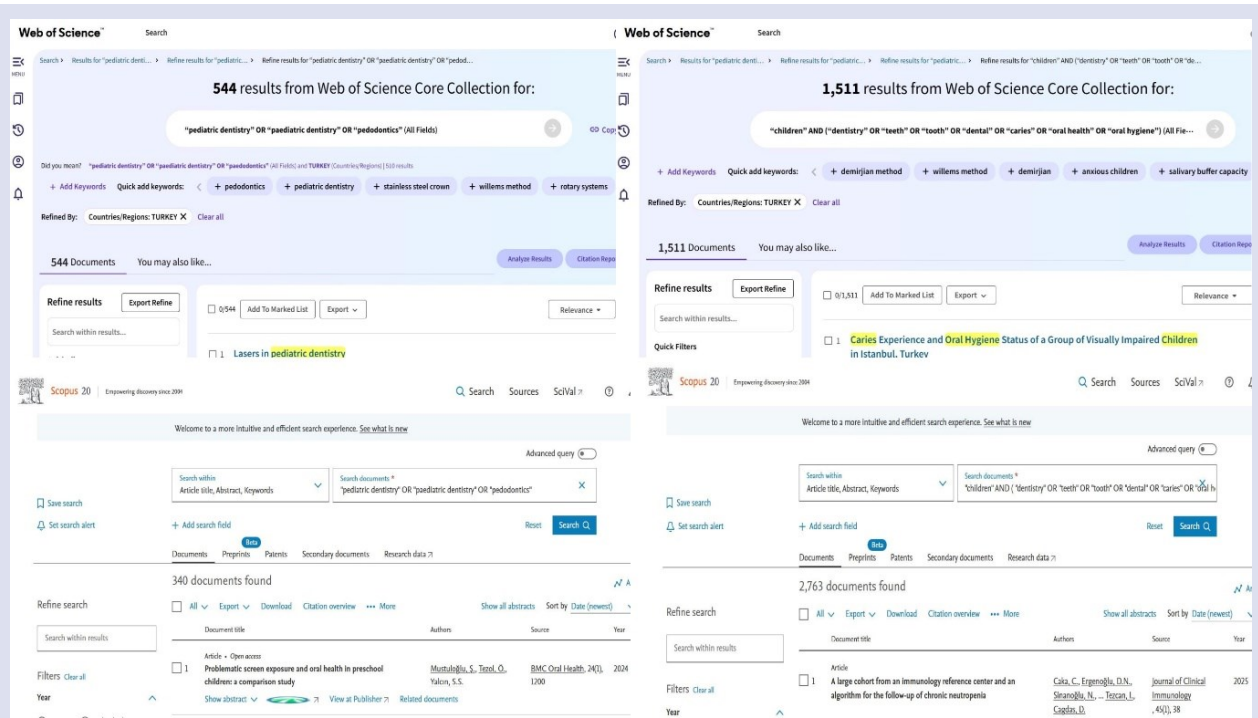 Web of Science™ Search
MENU
Search > Results for "pediatric denti... > Refine results for "pediatric... > Refine results for "pediatric dentistry" OR "paediatric dentistry" OR "pedod...
544 results from Web of Science Core Collection for:
"pediatric dentistry" OR "paediatric dentistry" OR "pedodontics" (All Fields)
Did you mean? "pediatric dentistry" OR "paediatric dentistry" OR "paedodontics" (All Fields) and TURKEY (Countries/Regions) | 510 results
+ Add Keywords Quick add keywords: < + pedodontics + pediatric dentistry + stainless steel crown + willems method + rotary systems
Refined By: Countries/Regions: TURKEY X Clear all
544 Documents You may also like...
Analyze Results Citation Repo
Refine results Export Refine
0/544 Add To Marked List Export Relevance
Search within results...
1 Lasers in pediatric dentistry
Web of Science™ Search
MENU
Search > Results for "pediatric denti... > Refine results for "pediatric... > Refine results for "pediatric... > Refine results for "children" AND ("dentistry" OR "teeth" OR "tooth" OR "de...
1,511 results from Web of Science Core Collection for:
"children" AND ("dentistry" OR "teeth" OR "tooth" OR "dental" OR "caries" OR "oral health" OR "oral hygiene") (All Fie...
+ Add Keywords Quick add keywords: < + demirjian method + willems method + demirjian + anxious children + salivary buffer capacity
Refined By: Countries/Regions: TURKEY X Clear all
1,511 Documents You may also like...
Analyze Results Citation Repo
Refine results Export Refine
0/1,511 Add To Marked List Export Relevance
Search within results...
Quick Filters
1 Caries Experience and Oral Hygiene Status of a Group of Visually Impaired Children
in Istanbul, Turkey
Scopus 20 Empowering discovery since 2004
Search Sources SciVal
Welcome to a more intuitive and efficient search experience. See what is new
Advanced query
Search within
Article title, Abstract, Keywords
Search documents *
"pediatric dentistry" OR "paediatric dentistry" OR "pedodontics"
Save search
Set search alert
+ Add search field Reset Search
Beta
Documents Preprints Patents Secondary documents Research data
340 documents found
Refine search
All Export Download Citation overview ... More Show all abstracts Sort by Date (newest)
Document title Authors Source Year
Search within results
Article • Open access
1 Problematic screen exposure and oral health in preschool
children: a comparison study
Mustuloğlu, Ş., Tezol, Ö.,
Yalcin, S.S.
BMC Oral Health, 24(1),
1200
2024
Filters Clear all
Show abstract View at Publisher Related documents
Year
Scopus 20 Empowering discovery since 2004
Search Sources SciVal
Welcome to a more intuitive and efficient search experience. See what is new
Advanced query
Search within
Article title, Abstract, Keywords
Search documents *
"children" AND ( "dentistry" OR "teeth" OR "tooth" OR "dental" OR "caries" OR "oral h
Save search
Set search alert
+ Add search field Reset Search
Beta
Documents Preprints Patents Secondary documents Research data
2,763 documents found
Refine search
All Export Download Citation overview ... More Show all abstracts Sort by Date (newest)
Document title Authors Source Year
Search within results
Article
1 A large cohort from an immunology reference center and an
algorithm for the follow-up of chronic neutropenia
Caka, C., Ergenoğlu, D.N.,
Sinanoğlu, N., ... Tezcan, I.,
Cagdas, D.
Journal of Clinical
Immunology
, 45(1), 38
2025
Filters Clear all
Year